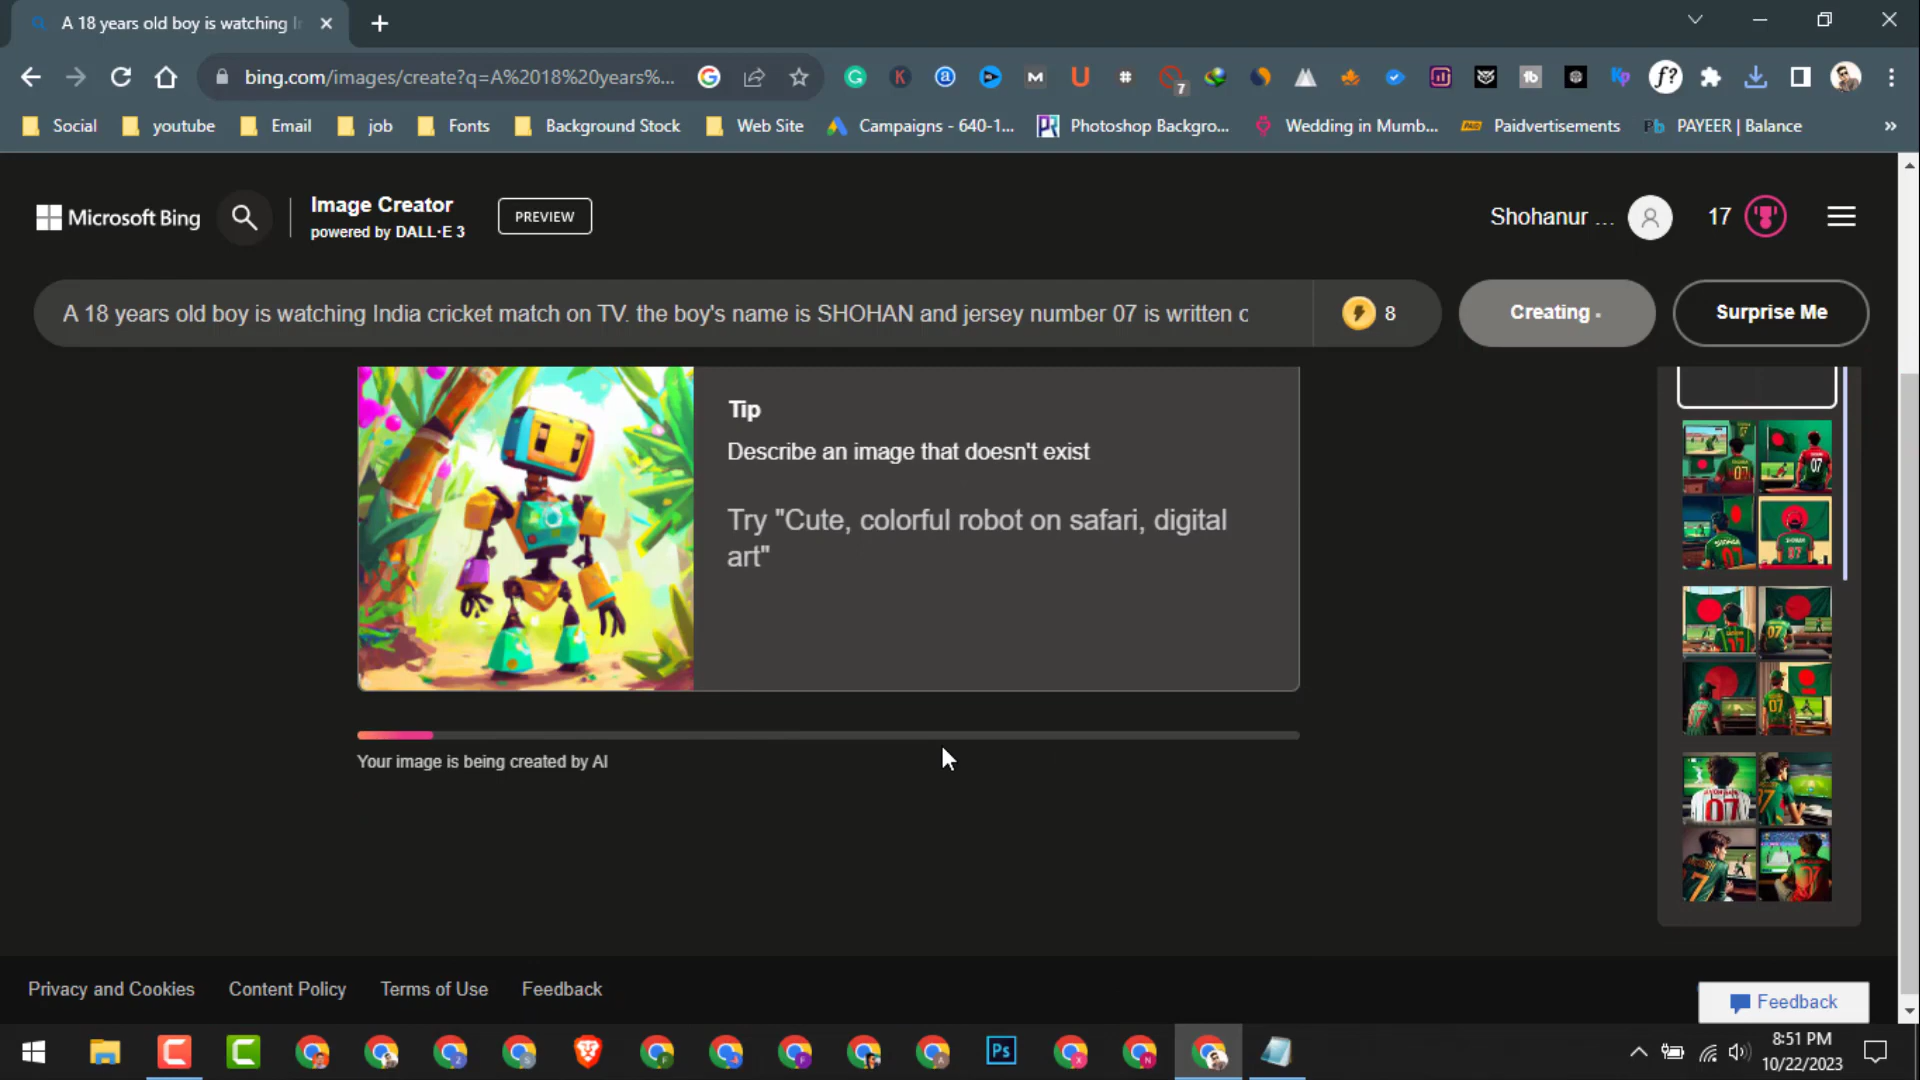 A 18 years old boy is watching I
bing.com/images/create?q=A%2018%20years%...
7
Social
youtube
Email
job
Fonts
Background Stock
Web Site
Campaigns - 640-1...
Photoshop Backgro...
Wedding in Mumb...
Paidvertisements
PAYEER | Balance
Microsoft Bing
Image Creator
powered by DALL·E 3
PREVIEW
Shohanur ...
17
A 18 years old boy is watching India cricket match on TV. the boy's name is SHOHAN and jersey number 07 is written o
8
Creating
Surprise Me
Tip
Describe an image that doesn't exist
Try "Cute, colorful robot on safari, digital
art"
Your image is being created by AI
Privacy and Cookies
Content Policy
Terms of Use
Feedback
Feedback
8:51 PM
10/22/2023